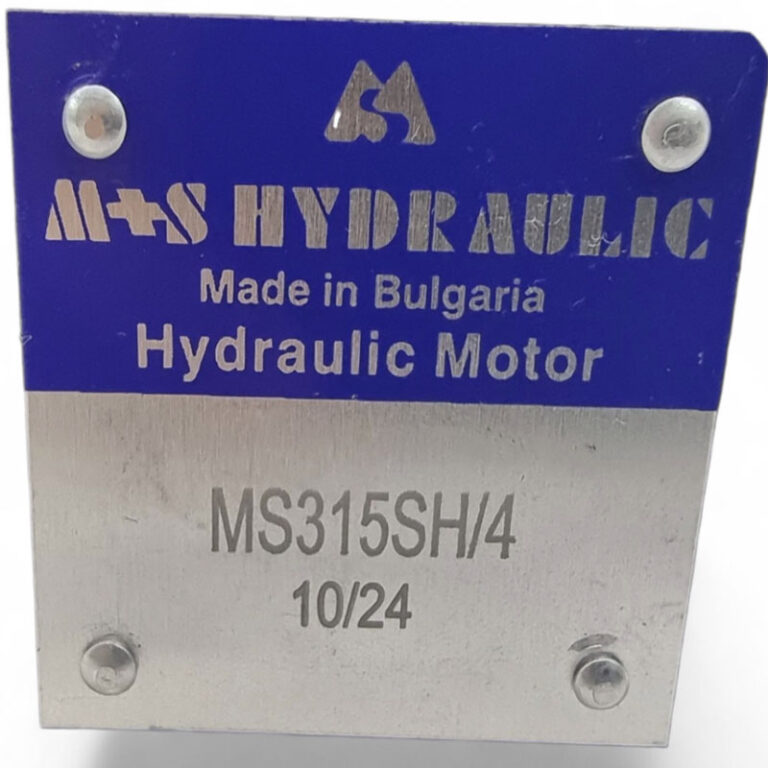 M+S HYDRAULIC
Made in Bulgaria
Hydraulic Motor
MS315SH/4
10/24